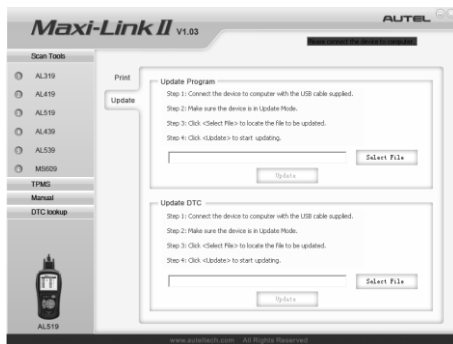 Maxi-Link II V1.03
AUTEL
Please connect the device to computer
Scan Tools
AL319
AL419
AL519
AL439
AL539
MS609
TPMS
Manual
DTC lookup
AL519
Print
Update
Update Program
Step 1: Connect the device to computer with the USB cable supplied.
Step 2: Make sure the device is in Update Mode.
Step 3: Click <Select File> to locate the file to be updated.
Step 4: Click <Update> to start updating.
Select File
Update
Update DTC
Step 1: Connect the device to computer with the USB cable supplied.
Step 2: Make sure the device is in Update Mode.
Step 3: Click <Select File> to locate the file to be updated.
Step 4: Click <Update> to start updating.
Select File
Update
www.auteltech.com All Rights Reserved